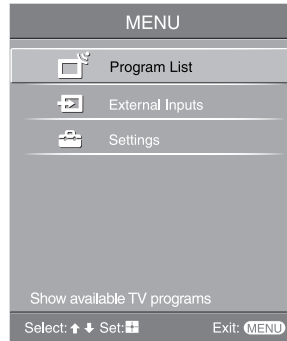 MENU
Program List
External Inputs
Settings
Show available TV programs
Select: Set: Exit: MENU